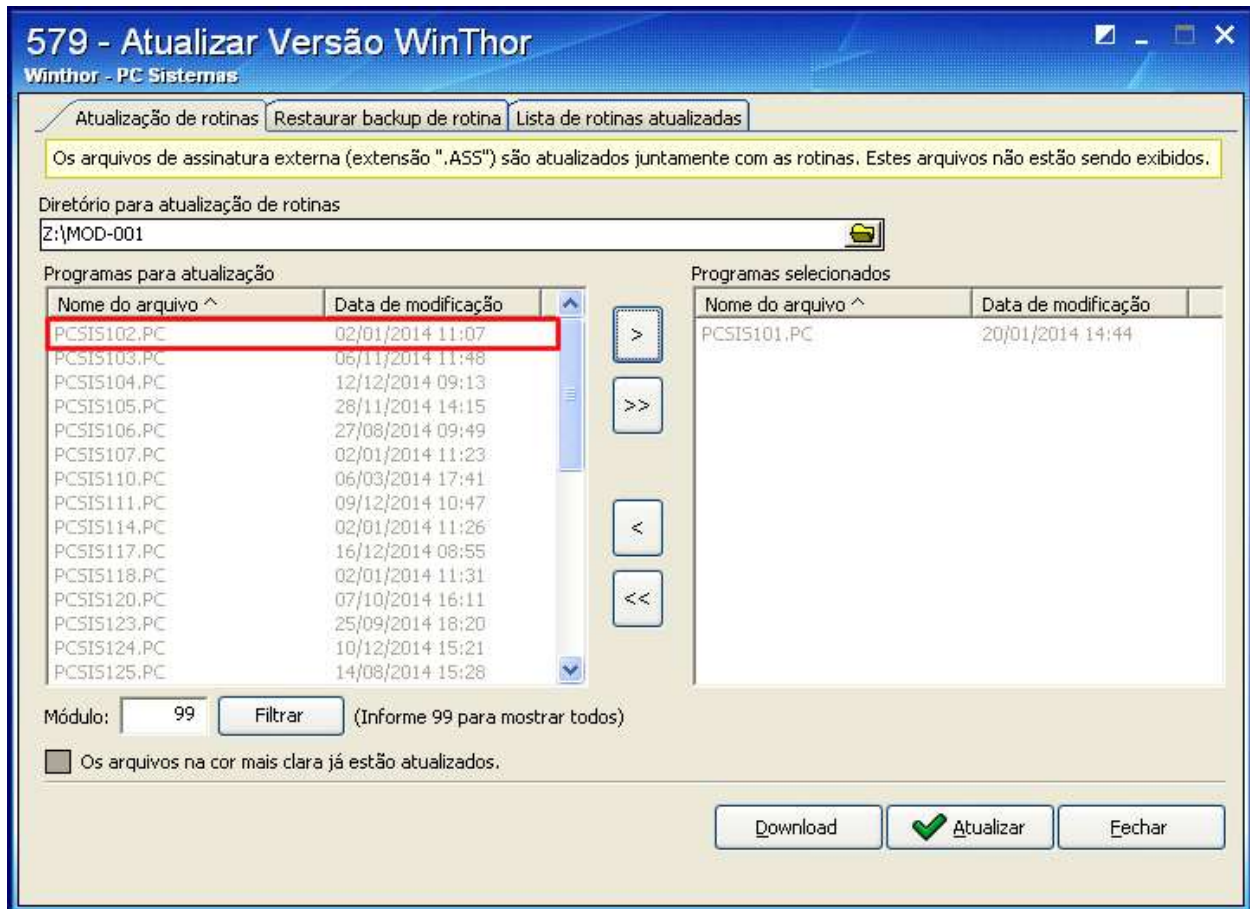 579 - Atualizar Versão WinThor
Winthor - PC Sistemas
Atualização de rotinas Restaurar backup de rotina Lista de rotinas atualizadas
Os arquivos de assinatura externa (extensão ".ASS") são atualizados juntamente com as rotinas. Estes arquivos não estão sendo exibidos.
Diretório para atualização de rotinas
Z:\MOD-001
Programas para atualização
Nome do arquivo ^ Data de modificação
PCSIS102.PC 02/01/2014 11:07
PCSIS103.PC 06/11/2014 11:48
PCSIS104.PC 12/12/2014 09:13
PCSIS105.PC 28/11/2014 14:15
PCSIS106.PC 27/08/2014 09:49
PCSIS107.PC 02/01/2014 11:23
PCSIS110.PC 06/03/2014 17:41
PCSIS111.PC 09/12/2014 10:47
PCSIS114.PC 02/01/2014 11:26
PCSIS117.PC 16/12/2014 08:55
PCSIS118.PC 02/01/2014 11:31
PCSIS120.PC 07/10/2014 16:11
PCSIS123.PC 25/09/2014 18:20
PCSIS124.PC 10/12/2014 15:21
PCSIS125.PC 14/08/2014 15:28
>
>>
<
<<
Programas selecionados
Nome do arquivo ^ Data de modificação
PCSIS101.PC 20/01/2014 14:44
Módulo: 99 Filtrar (Informe 99 para mostrar todos)
Os arquivos na cor mais clara já estão atualizados.
Download Atualizar Fechar